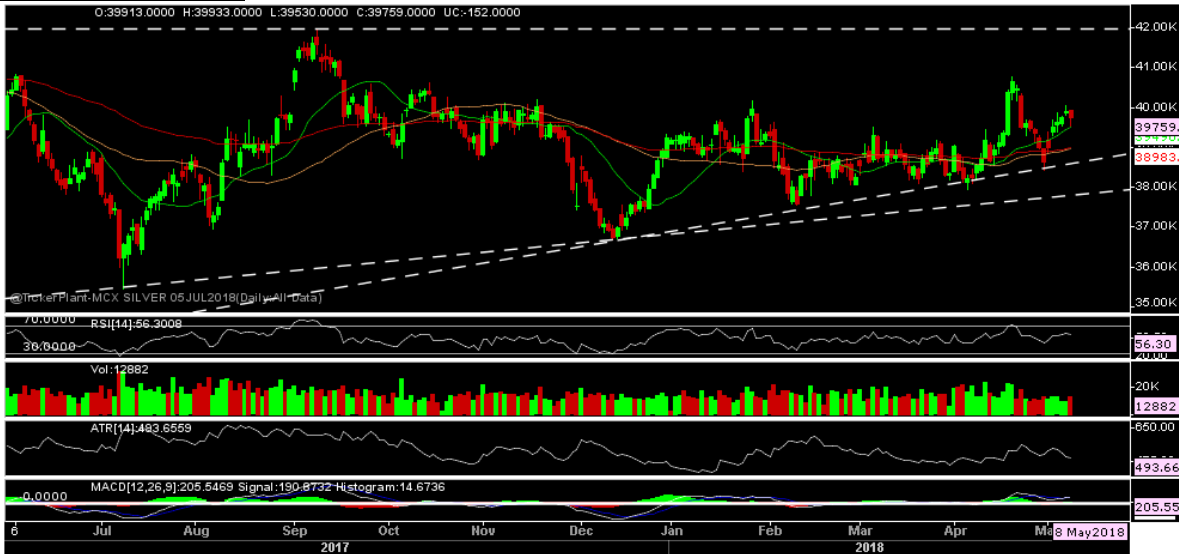 O:39913.0000 H:39933.0000 L:39530.0000 C:39759.0000 UC:-152.0000
42.00K
41.00K
40.00K
39759.
38983.
38.00K
37.00K
36.00K
35.00K
@TickerPlant-MCX SILVER 05JUL2018(Daily:All Data)
70.0000 RSI[14]:56.3008
30.0000
56.30
20.00
Vol:12882
20K
12882
ATR[14]:493.6559
650.00
493.66
MACD[12,26,9]:205.5469 Signal:190.8732 Histogram:14.6736
0.0000
205.55
6 Jul Aug Sep Oct Nov Dec Jan Feb Mar Apr 8 May2018
2017 2018